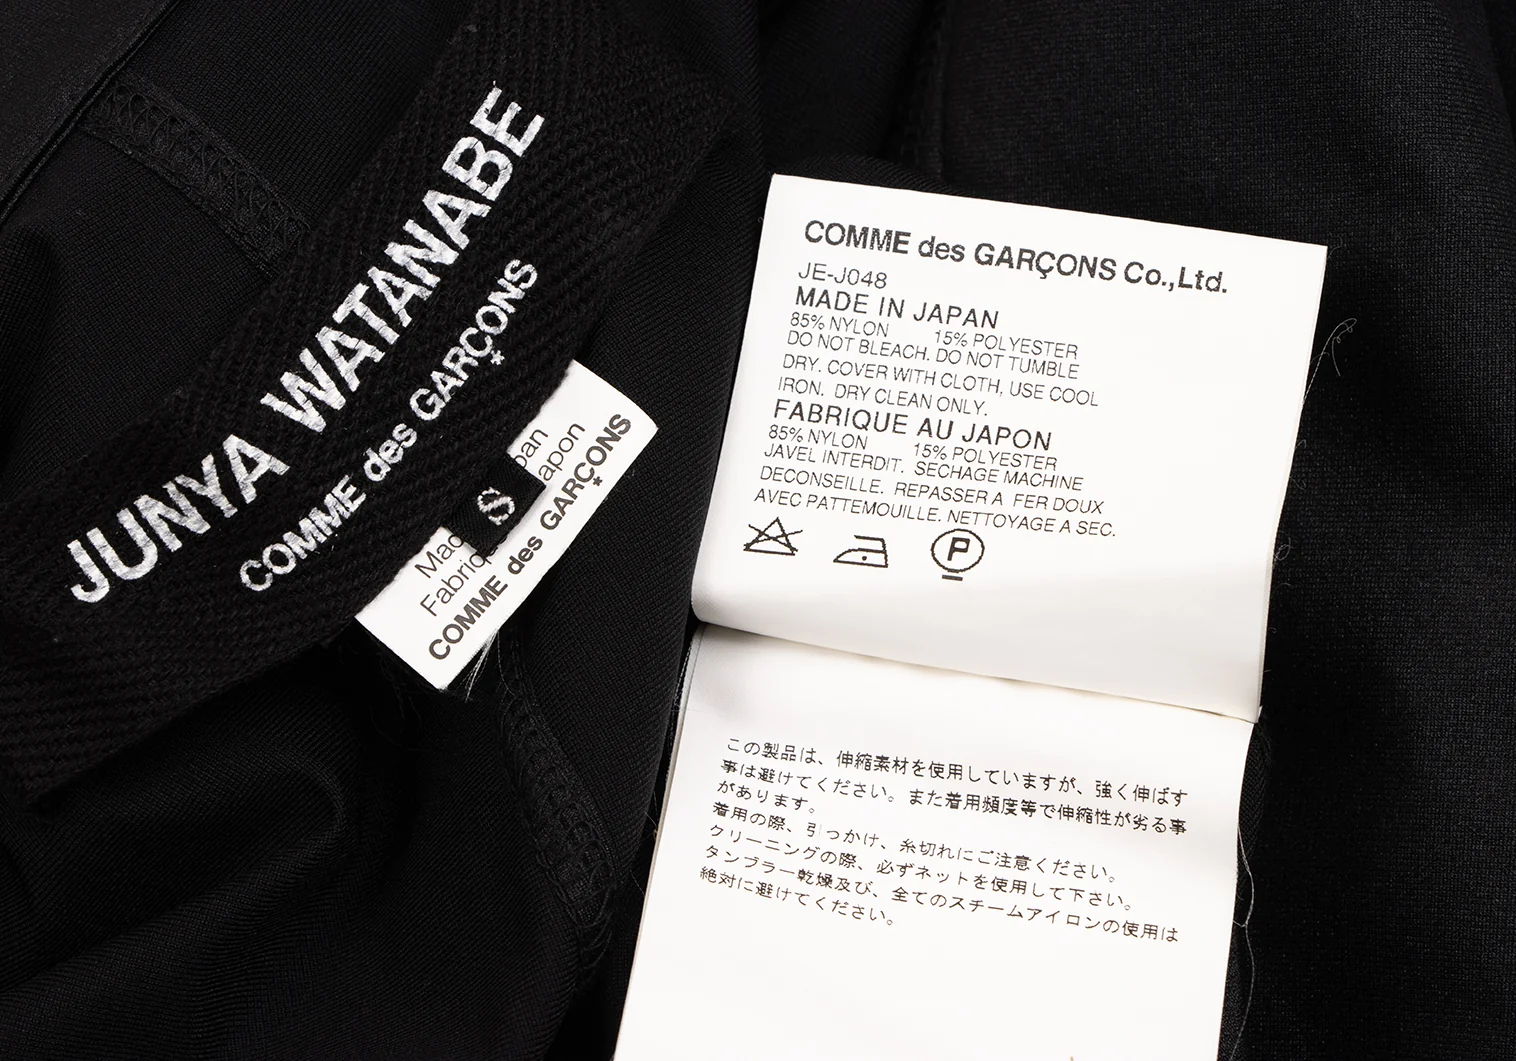 JUNYA WATANABE
COMME des GARÇONS
S
apon
Fabriqu
COMME des GARÇONS
COMME des GARÇONS Co.,Ltd.
JE-J048
MADE IN JAPAN
85% NYLON 15% POLYESTER
DO NOT BLEACH. DO NOT TUMBLE
DRY. COVER WITH CLOTH, USE COOL
IRON. DRY CLEAN ONLY.
FABRIQUE AU JAPON
85% NYLON 15% POLYESTER
JAVEL INTERDIT. SECHAGE MACHINE
DECONSEILLE. REPASSER A FER DOUX
AVEC PATTEMOUILLE. NETTOYAGE A SEC.
P
この製品は、伸縮素材を使用していますが、強く伸ばす
事は避けてください。また着用頻度等で伸縮性が劣る事
があります。
着用の際、引っかけ、糸切れにご注意ください。
クリーニングの際、必ずネットを使用して下さい。
タンブラー乾燥及び、全てのスチームアイロンの使用は
絶対に避けてください。